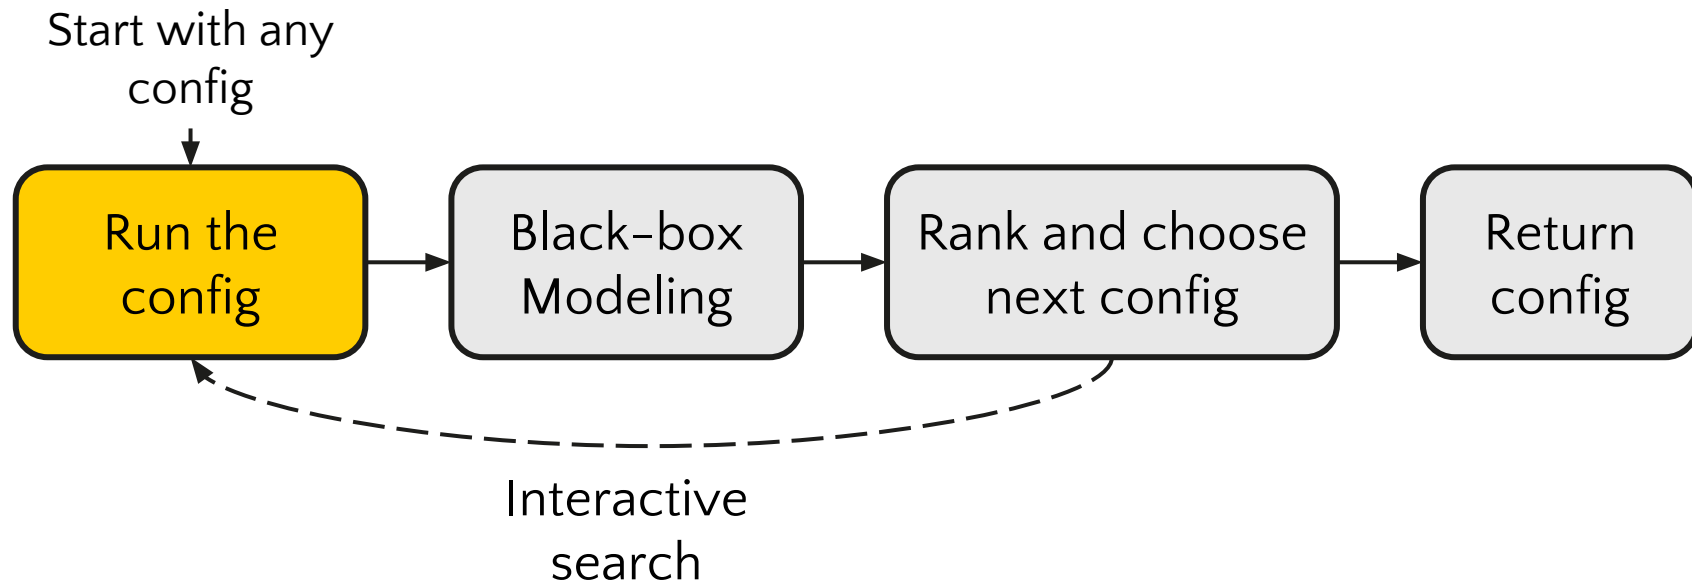 Start with any
config
Run the
config
Black-box
Modeling
Rank and choose
next config
Return
config
Interactive
search